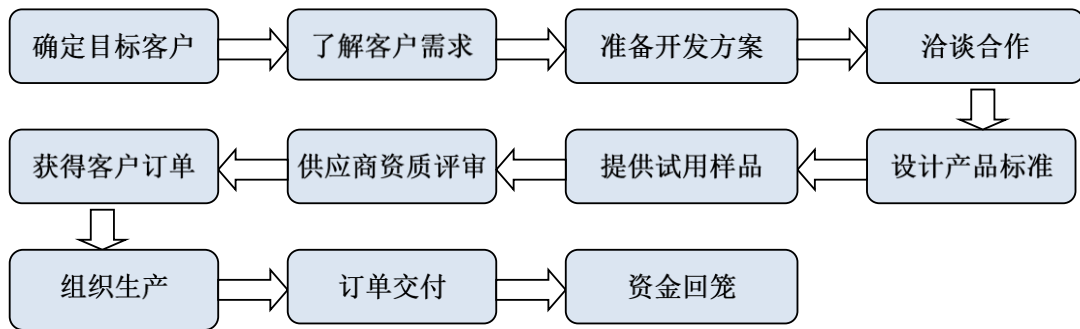 确定目标客户
了解客户需求
准备开发方案
洽谈合作
设计产品标准
提供试用样品
供应商资质评审
获得客户订单
组织生产
订单交付
资金回笼